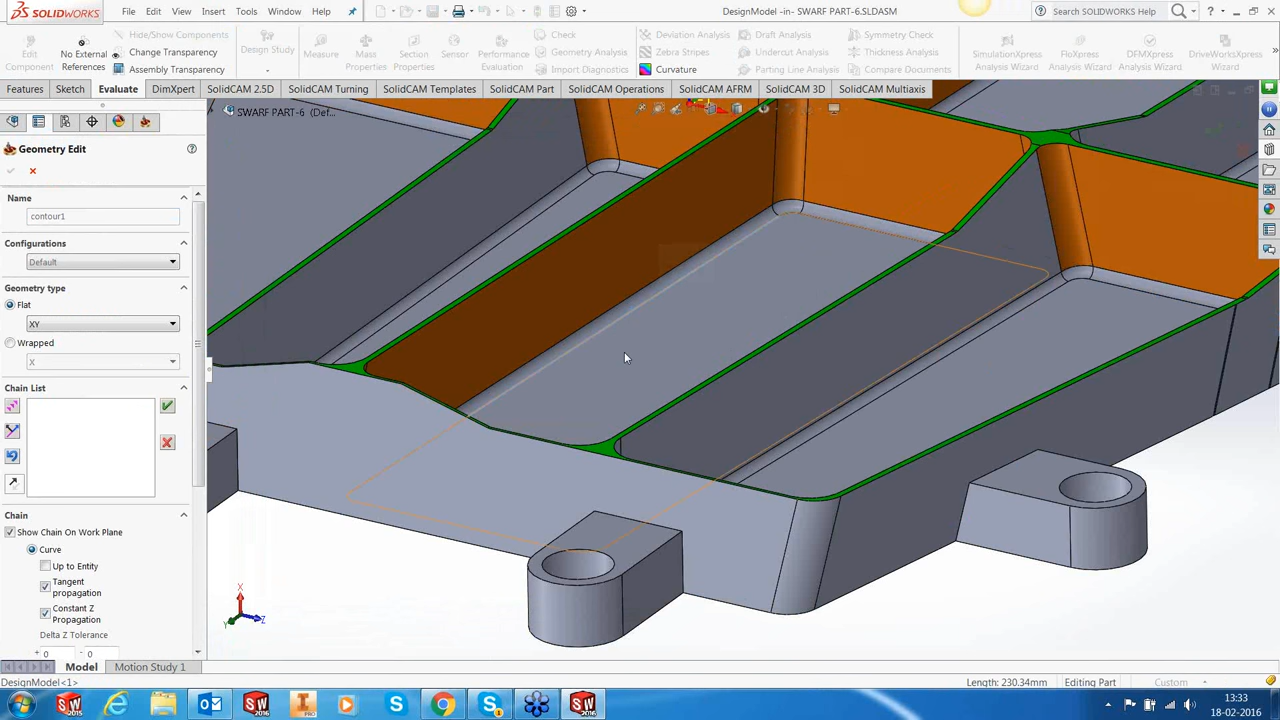 SOLIDWORKS
File
Edit
View
Insert
Tools
Window
Help
DesignModel -in- SWARF PART-6.SLDASM
Search SOLIDWORKS Help
Edit
Component
No External
References
Hide/Show Components
Change Transparency
Assembly Transparency
Design Study
Measure
Mass
Properties
Section
Properties
Sensor
Performance
Evaluation
Check
Geometry Analysis
Import Diagnostics
Deviation Analysis
Zebra Stripes
Curvature
Draft Analysis
Undercut Analysis
Parting Line Analysis
Symmetry Check
Thickness Analysis
Compare Documents
SimulationXpress
Analysis Wizard
FloXpress
Analysis Wizard
DFMXpress
Analysis Wizard
DriveWorksXpress
Wizard
Features
Sketch
Evaluate
DimXpert
SolidCAM 2.5D
SolidCAM Turning
SolidCAM Templates
SolidCAM Part
SolidCAM Operations
SolidCAM AFRM
SolidCAM 3D
SolidCAM Multiaxis
SWARF PART-6 (Def...
Geometry Edit
Name
contour1
Configurations
Default
Geometry type
Flat
XY
Wrapped
X
Chain List
Chain
Show Chain On Work Plane
Curve
Up to Entity
Tangent
propagation
Constant Z
Propagation
Delta Z Tolerance
+ 0 - 0
X
Y
Z
Model
Motion Study 1
DesignModel<1>
Length: 230.34mm
Editing Part
Custom
13:33
18-02-2016